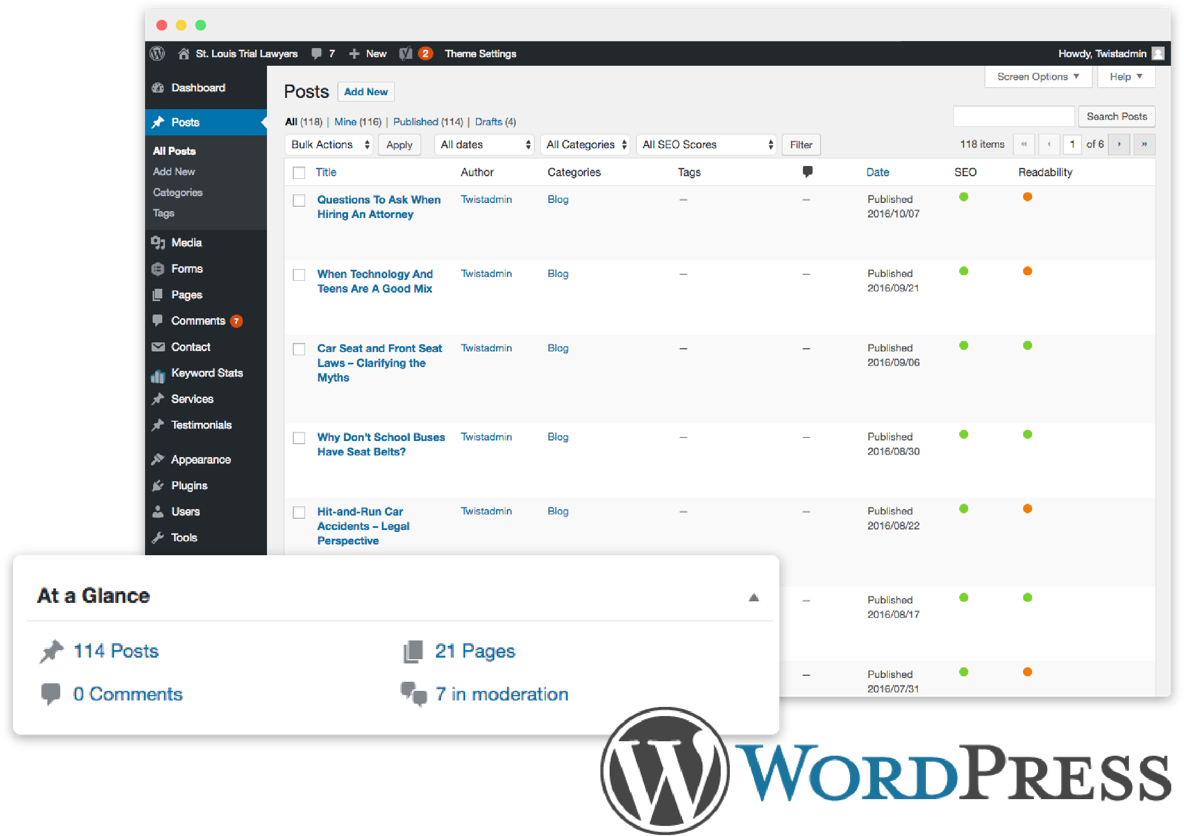 St. Louis Trial Lawyers 7 New 2 Theme Settings Howdy, Twistadmin
Dashboard
Posts
All Posts
Add New
Categories
Tags
Media
Forms
Pages
Comments 7
Contact
Keyword Stats
Services
Testimonials
Appearance
Plugins
Users
Tools
Screen Options ▼ Help ▼
Posts Add New
All (118) | Mine (116) | Published (114) | Drafts (4)
Search Posts
Bulk Actions Apply All dates All Categories All SEO Scores Filter 118 items « ‹ 1 of 6 › »
Title Author Categories Tags Date SEO Readability
Questions To Ask When Twistadmin Blog — — Published
Hiring An Attorney 2016/10/07
When Technology And Twistadmin Blog — — Published
Teens Are A Good Mix 2016/09/21
Car Seat and Front Seat Twistadmin Blog — — Published
Laws – Clarifying the 2016/09/06
Myths
Why Don't School Buses Twistadmin Blog — — Published
Have Seat Belts? 2016/08/30
Hit-and-Run Car Twistadmin Blog — — Published
Accidents – Legal 2016/08/22
Perspective
— Published
2016/08/17
— Published
2016/07/31
At a Glance
114 Posts 21 Pages
0 Comments 7 in moderation
W WORDPRESS